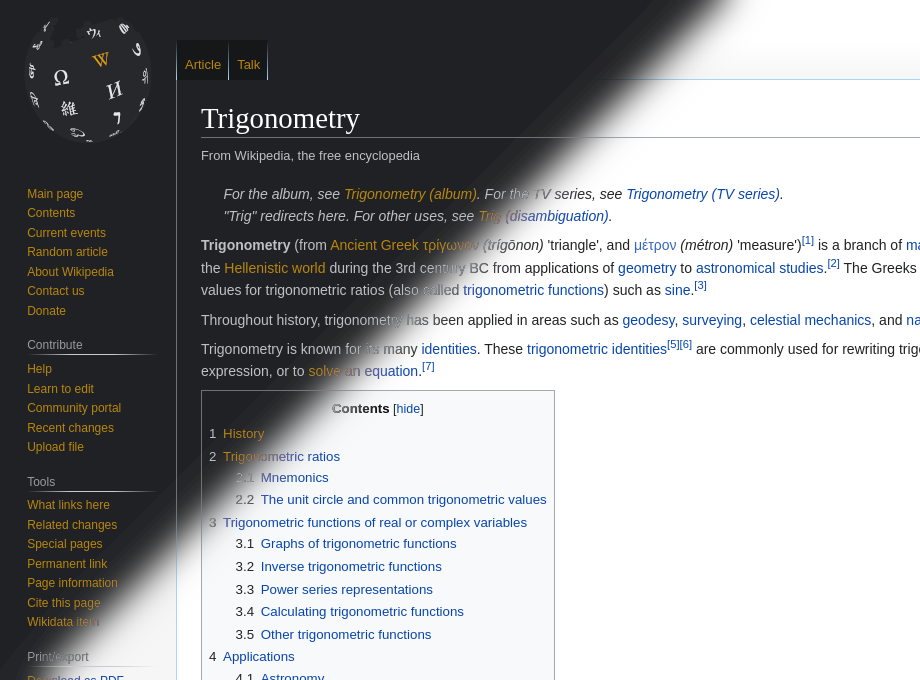 Ω
W
И
維
Article
Talk
Trigonometry
From Wikipedia, the free encyclopedia
For the album, see Trigonometry (album). For the TV series, see Trigonometry (TV series).
"Trig" redirects here. For other uses, see Trig (disambiguation).
Trigonometry (from Ancient Greek τρίγωνον (trígōnon) 'triangle', and μέτρον (métron) 'measure')[1] is a branch of
the Hellenistic world during the 3rd century BC from applications of geometry to astronomical studies.[2] The Greeks
values for trigonometric ratios (also called trigonometric functions) such as sine.[3]
Throughout history, trigonometry has been applied in areas such as geodesy, surveying, celestial mechanics, and
Trigonometry is known for its many identities. These trigonometric identities[5][6] are commonly used for rewriting
expression, or to solve an equation.[7]
Contents [hide]
1 History
2 Trigonometric ratios
2.1 Mnemonics
2.2 The unit circle and common trigonometric values
3 Trigonometric functions of real or complex variables
3.1 Graphs of trigonometric functions
3.2 Inverse trigonometric functions
3.3 Power series representations
3.4 Calculating trigonometric functions
3.5 Other trigonometric functions
4 Applications
4.1 Astronomy
Main page
Contents
Current events
Random article
About Wikipedia
Contact us
Donate
Contribute
Help
Learn to edit
Community portal
Recent changes
Upload file
Tools
What links here
Related changes
Special pages
Permanent link
Page information
Cite this page
Wikidata item
Print/export
Download as PDF